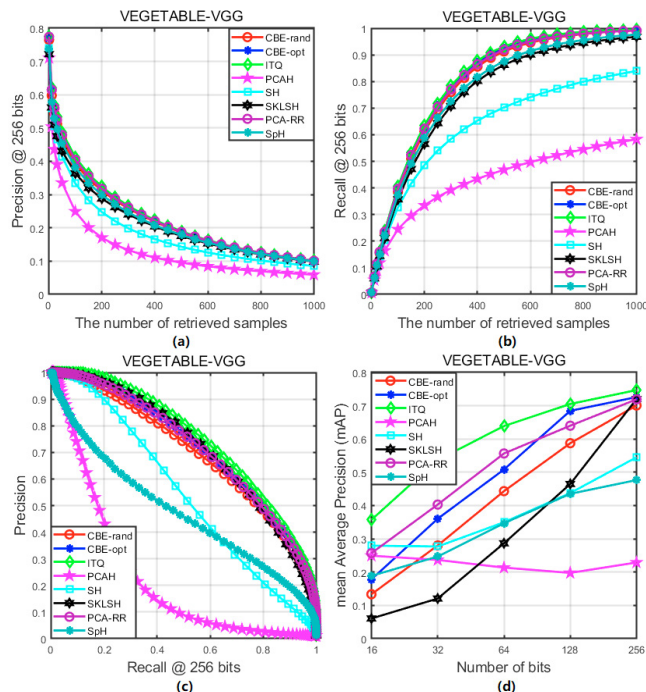 VEGETABLE-VGG
Precision @ 256 bits
0.8
0.7
0.6
0.5
0.4
0.3
0.2
0.1
0
CBE-rand
CBE-opt
ITQ
PCAH
SH
SKLSH
PCA-RR
SpH
0 200 400 600 800 1000
The number of retrieved samples
(a)
VEGETABLE-VGG
Recall @ 256 bits
1
0.9
0.8
0.7
0.6
0.5
0.4
0.3
0.2
0.1
0
CBE-rand
CBE-opt
ITQ
PCAH
SH
SKLSH
PCA-RR
SpH
0 200 400 600 800 1000
The number of retrieved samples
(b)
VEGETABLE-VGG
Precision
1
0.9
0.8
0.7
0.6
0.5
0.4
0.3
0.2
0.1
0
CBE-rand
CBE-opt
ITQ
PCAH
SH
SKLSH
PCA-RR
SpH
0 0.2 0.4 0.6 0.8 1
Recall @ 256 bits
(c)
VEGETABLE-VGG
mean Average Precision (mAP)
0.8
0.7
0.6
0.5
0.4
0.3
0.2
0.1
0
CBE-rand
CBE-opt
ITQ
PCAH
SH
SKLSH
PCA-RR
SpH
16 32 64 128 256
Number of bits
(d)